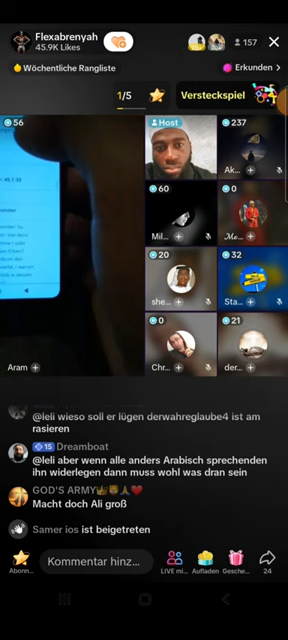 Flexabrenyah
45.9K Likes
157
Wöchentliche Rangliste
Erkunden >
1/5
Versteckspiel
56
Host
237
Ak...
60
0
Mil...
Me...
20
32
she...
Sta...
0
21
Aram
Chr...
der...
@leli wieso soll er lügen derwahreglaube4 ist am
rasieren
15 Dreamboat
@leli aber wenn alle anders Arabisch sprechenden
ihn widerlegen dann muss wohl was dran sein
GOD'S ARMY👑🦁🙏🏽❤️
Macht doch Ali groß
Samer ios ist beigetreten
Kommentar hinz...
Abonn...
LIVE mi...
Aufladen
Gesche...
24